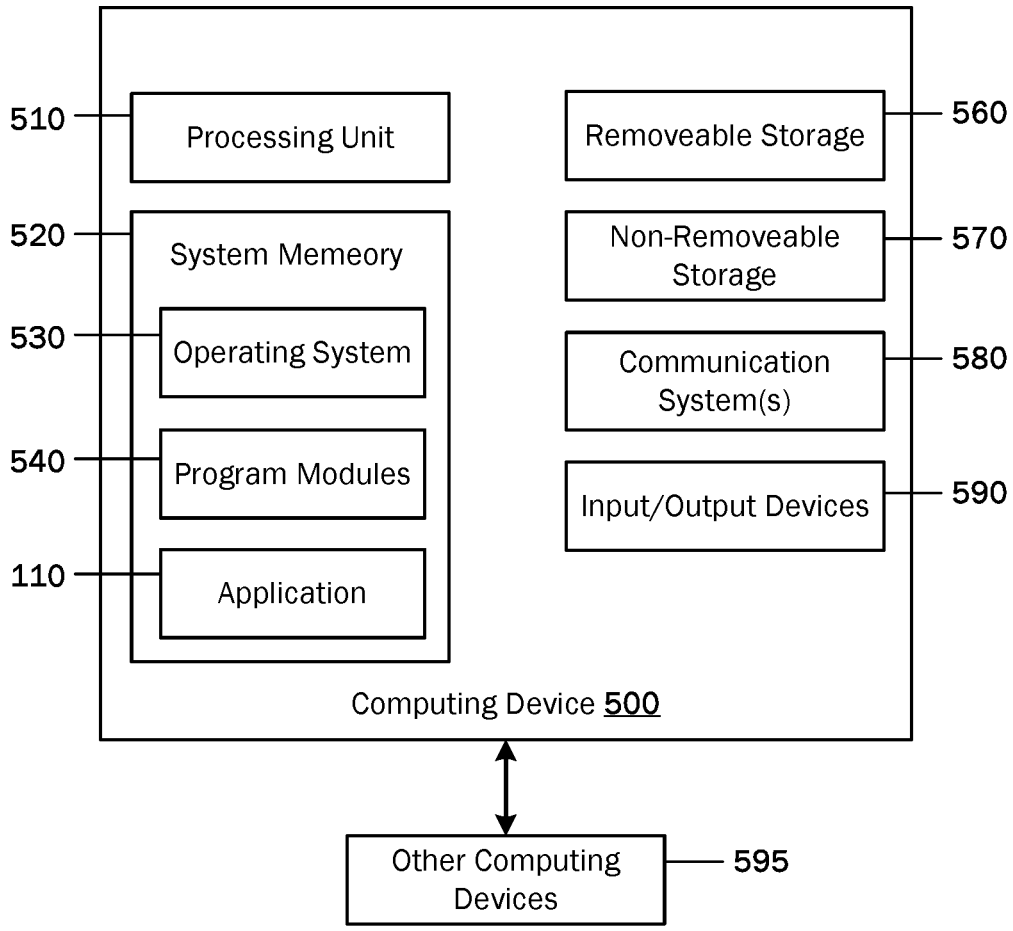 510
Processing Unit
520
System Memeory
530
Operating System
540
Program Modules
110
Application
560
Removeable Storage
570
Non-Removeable
Storage
580
Communication
System(s)
590
Input/Output Devices
Computing Device 500
Other Computing
Devices
595